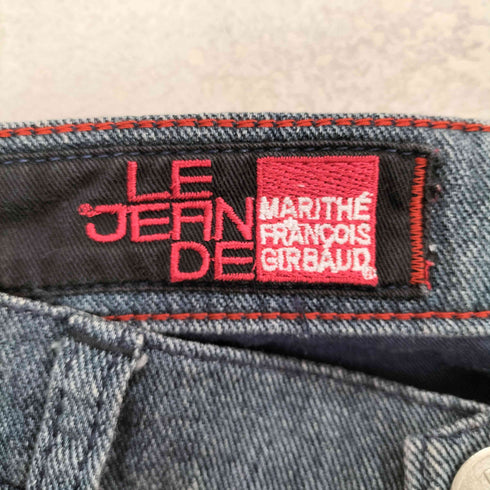 LE
JEAN
DE
MARITHÉ
+
FRANÇOIS
GIRBAUD